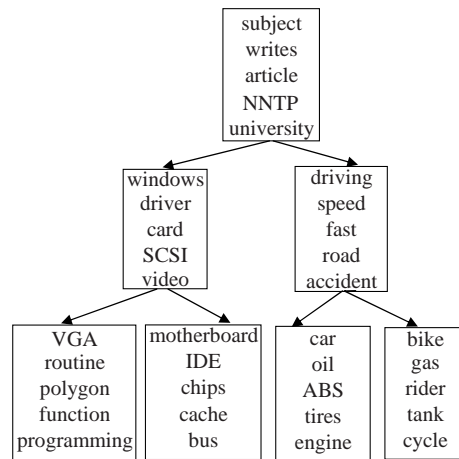 subject
writes
article
NNTP
university
windows
driver
card
SCSI
video
driving
speed
fast
road
accident
VGA
routine
polygon
function
programming
motherboard
IDE
chips
cache
bus
car
oil
ABS
tires
engine
bike
gas
rider
tank
cycle